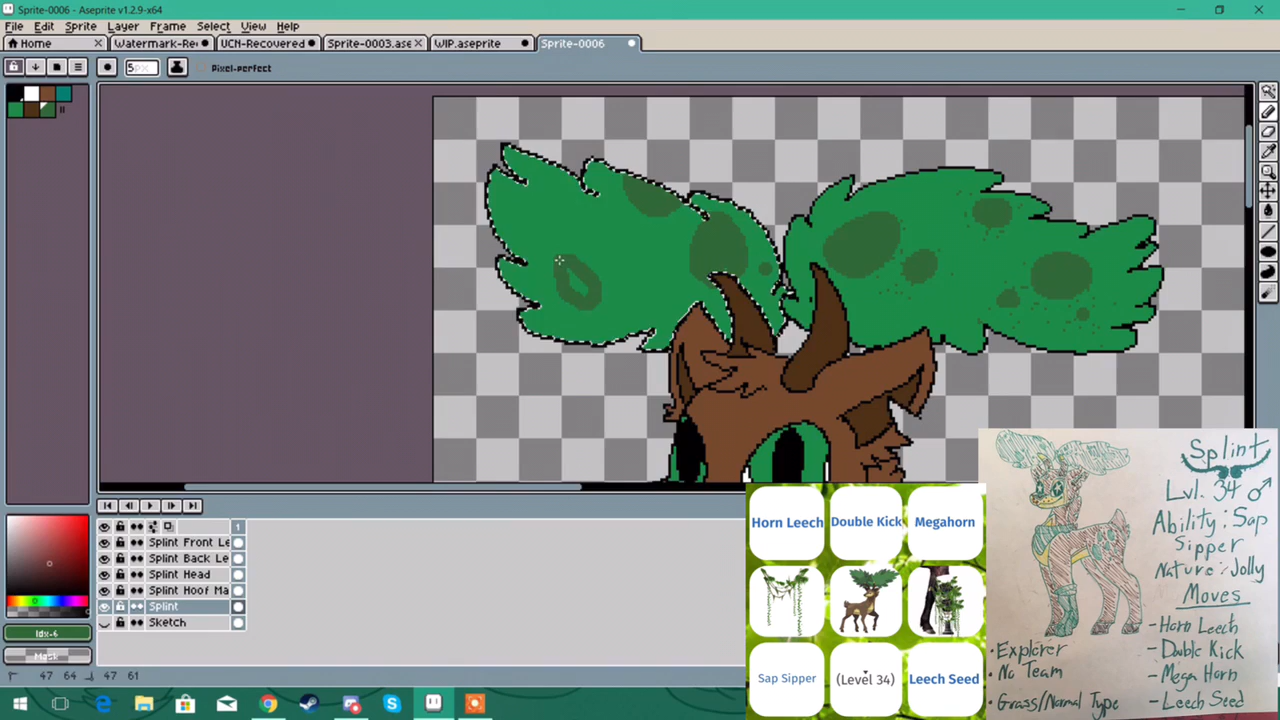 Sprite-0006 - Aseprite v1.2.9-x64
File Edit Sprite Layer Frame Select View Help
Home Watermark-Re UCN-Recovered Sprite-0003.ase WIP.aseprite Sprite-0006
5px Pixel-perfect
1
Splint Front Le
Splint Back Le
Splint Head
Splint Hoof Ma
Splint
Sketch
Idx-6
Mask
47 64 47 61
Horn Leech Double Kick Megahorn
Sap Sipper (Level 34) Leech Seed
Splint
Lvl. 34 ♂
Ability: Sap
Sipper
Nature: Jolly
Moves
- Horn Leech
- Double Kick
- Mega Horn
- Leech Seed
• Explorer
• No Team
• Grass/Normal Type